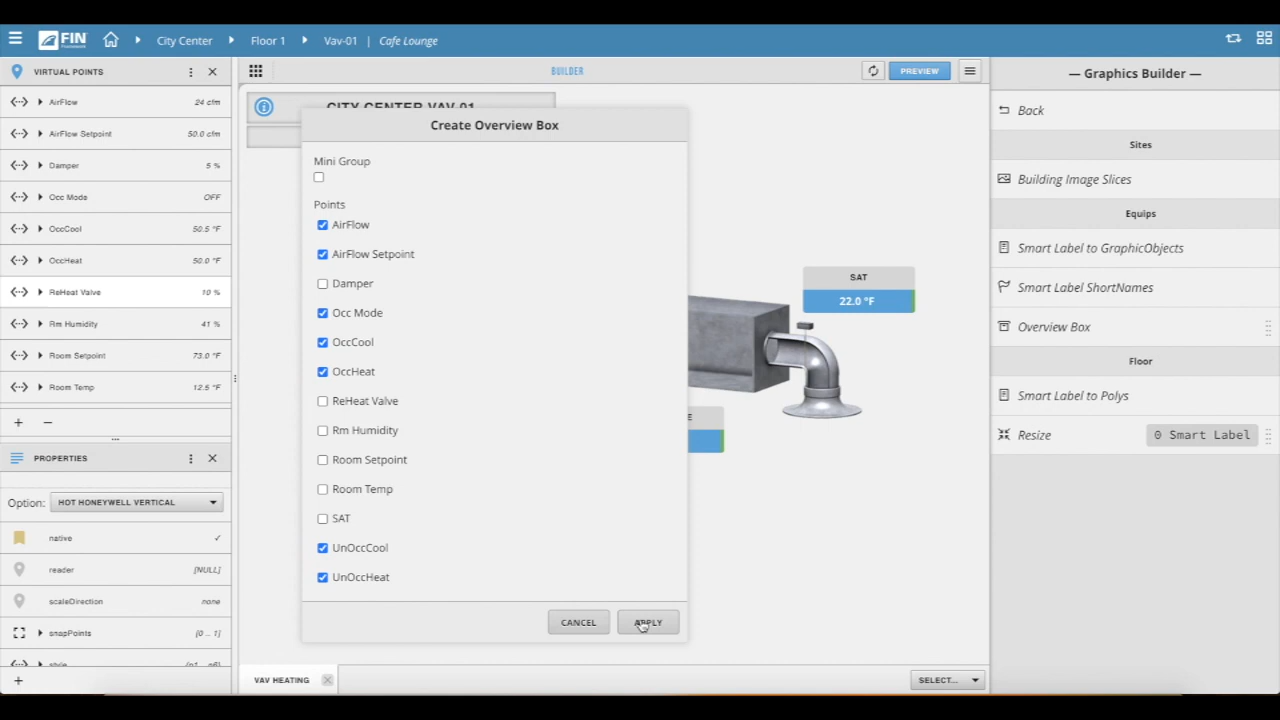 FIN
Framework
City Center
Floor 1
Vav-01 | Cafe Lounge
VIRTUAL POINTS
AirFlow 24 cfm
AirFlow Setpoint 50.0 cfm
Damper 5 %
Occ Mode OFF
OccCool 50.5 °F
OccHeat 50.0 °F
ReHeat Valve 10 %
Rm Humidity 41 %
Room Setpoint 73.0 °F
Room Temp 12.5 °F
PROPERTIES
Option: HOT HONEYWELL VERTICAL
native ✓
reader [NULL]
scaleDirection none
snapPoints [0 .. 1]
style
BUILDER
PREVIEW
CITY CENTER VAV-01
Create Overview Box
Mini Group
Points
AirFlow
AirFlow Setpoint
Damper
Occ Mode
OccCool
OccHeat
ReHeat Valve
Rm Humidity
Room Setpoint
Room Temp
SAT
UnOccCool
UnOccHeat
CANCEL
APPLY
SAT
22.0 °F
E
VAV HEATING
SELECT...
— Graphics Builder —
Back
Sites
Building Image Slices
Equips
Smart Label to GraphicObjects
Smart Label ShortNames
Overview Box
Floor
Smart Label to Polys
Resize 0 Smart Label